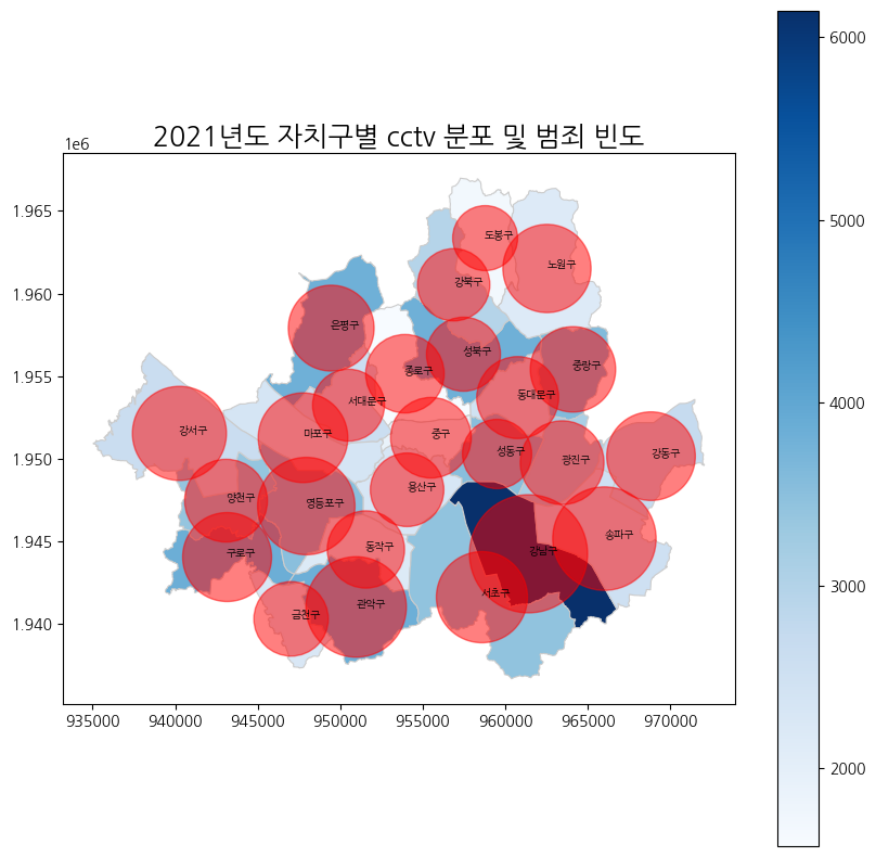 2021년도 자치구별 cctv 분포 및 범죄 빈도
1e6
1.965
1.960
1.955
1.950
1.945
1.940
935000 940000 945000 950000 955000 960000 965000 970000
도봉구
노원구
강북구
은평구
성북구
종로구
중랑구
서대문구
동대문구
강서구
마포구
중구
성동구
광진구
강동구
양천구
영등포구
용산구
구로구
동작구
강남구
송파구
금천구
관악구
서초구
6000
5000
4000
3000
2000